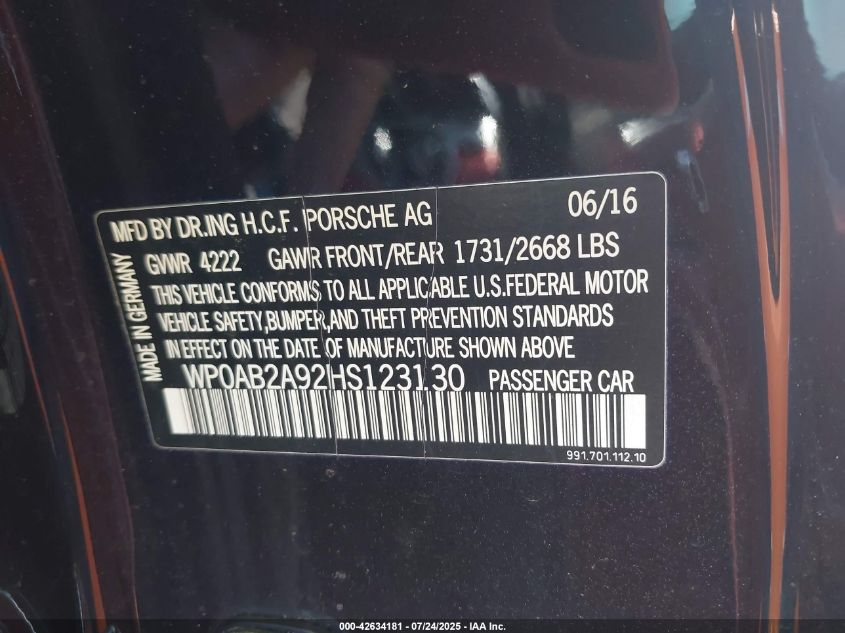 MFD BY DR.ING H.C.F. PORSCHE AG 06/16
GVWR 4222 GAWR FRONT/REAR 1731/2668 LBS
THIS VEHICLE CONFORMS TO ALL APPLICABLE U.S.FEDERAL MOTOR
VEHICLE SAFETY,BUMPER,AND THEFT PREVENTION STANDARDS
IN EFFECT ON THE DATE OF MANUFACTURE SHOWN ABOVE
WP0AB2A92HS123130 PASSENGER CAR
991.701.112.10
MADE IN GERMANY
000-42634181 - 07/24/2025 - IAA Inc.